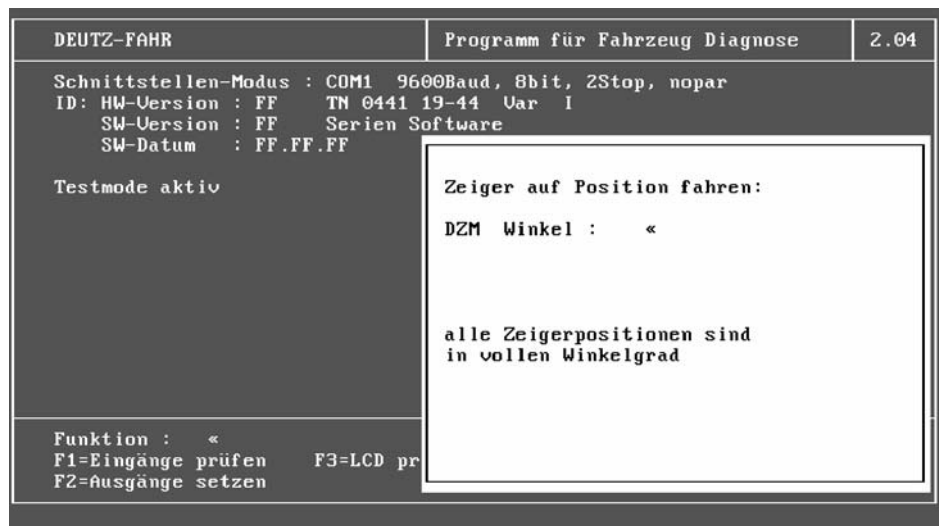 DEUTZ-FAHR Programm für Fahrzeug Diagnose 2.04
Schnittstellen-Modus : COM1 9600Baud, 8bit, 2Stop, nopar
ID: HW-Version : FF TN 0441 19-44 Var I
SW-Version : FF Serien Software
SW-Datum : FF.FF.FF
Testmode aktiv
Zeiger auf Position fahren:
DZM Winkel : «
alle Zeigerpositionen sind
in vollen Winkelgrad
Funktion : «
F1=Eingänge prüfen F3=LCD pr
F2=Ausgänge setzen